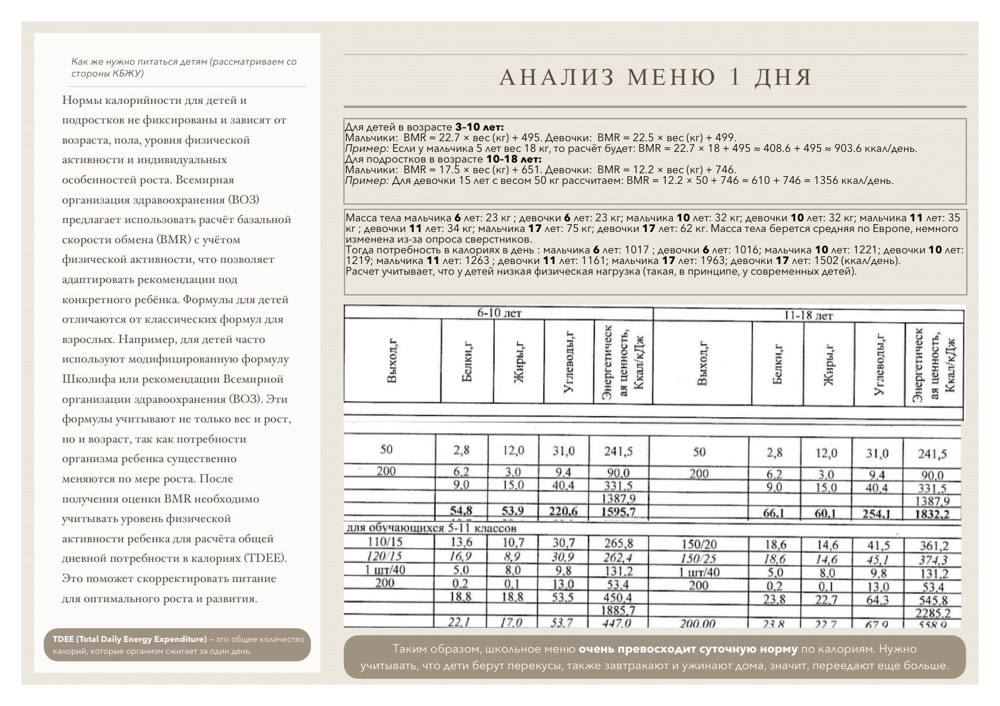 Как же нужно питаться детям (рассматриваем со
стороны КБЖУ)
Нормы калорийности для детей и
подростков не фиксированы и зависят от
возраста, пола, уровня физической
активности и индивидуальных
особенностей роста. Всемирная
организация здравоохранения (ВОЗ)
предлагает использовать расчёт базальной
скорости обмена (BMR) с учётом
физической активности, что позволяет
адаптировать рекомендации под
конкретного ребёнка. Формулы для детей
отличаются от классических формул для
взрослых. Например, для детей часто
используют модифицированную формулу
Школифа или рекомендации Всемирной
организации здравоохранения (ВОЗ). Эти
формулы учитывают не только вес и рост,
но и возраст, так как потребности
организма ребенка существенно
меняются по мере роста. После
получения оценки BMR необходимо
учитывать уровень физической
активности ребенка для расчёта общей
дневной потребности в калориях (TDEE).
Это поможет скорректировать питание
для оптимального роста и развития.
TDEE (Total Daily Energy Expenditure) – это общее количество
калорий, которые организм сжигает за один день.
АНАЛИЗ МЕНЮ 1 ДНЯ
Для детей в возрасте 3–10 лет:
Мальчики: BMR = 22.7 × вес (кг) + 495. Девочки: BMR = 22.5 × вес (кг) + 499.
Пример: Если у мальчика 5 лет вес 18 кг, то расчёт будет: BMR = 22.7 × 18 + 495 ≈ 408.6 + 495 ≈ 903.6 ккал/день.
Для подростков в возрасте 10–18 лет:
Мальчики: BMR = 17.5 × вес (кг) + 651. Девочки: BMR = 12.2 × вес (кг) + 746.
Пример: Для девочки 15 лет с весом 50 кг рассчитаем: BMR = 12.2 × 50 + 746 = 610 + 746 = 1356 ккал/день.
Масса тела мальчика 6 лет: 23 кг ; девочки 6 лет: 23 кг; мальчика 10 лет: 32 кг; девочки 10 лет: 32 кг; мальчика 11 лет: 35
кг ; девочки 11 лет: 34 кг; мальчика 17 лет: 75 кг; девочки 17 лет: 62 кг. Масса тела берется средняя по Европе, немного
изменена из-за опроса сверстников.
Тогда потребность в калориях в день : мальчика 6 лет: 1017 ; девочки 6 лет: 1016; мальчика 10 лет: 1221; девочки 10 лет:
1219; мальчика 11 лет: 1263 ; девочки 11 лет: 1161; мальчика 17 лет: 1963; девочки 17 лет: 1502 (ккал/день).
Расчет учитывает, что у детей низкая физическая нагрузка (такая, в принципе, у современных детей).
6-10 лет 11-18 лет
Выход,г Белки,г Жиры,г Углеводы,г Энергетическ ая ценность, Ккал/кДж Выход,г Белки,г Жиры,г Углеводы,г Энергетическ ая ценность, Ккал/кДж
50 2,8 12,0 31,0 241,5 50 2,8 12,0 31,0 241,5
200 6,2 3,0 9,4 90,0 200 6,2 3,0 9,4 90,0
9,0 15,0 40,4 331,5 9,0 15,0 40,4 331,5
1387,9 1387,9
54,8 53,9 220,6 1595,7 66,1 60,1 254,1 1832,2
для обучающихся 5-11 классов
110/15 13,6 10,7 30,7 265,8 150/20 18,6 14,6 41,5 361,2
120/15 16,9 8,9 30,9 262,4 150/25 18,6 14,6 45,1 374,3
1 шт/40 5,0 8,0 9,8 131,2 1 шт/40 5,0 8,0 9,8 131,2
200 0,2 0,1 13,0 53,4 200 0,2 0,1 13,0 53,4
18,8 18,8 53,5 450,4 23,8 22,7 64,3 545,8
1885,7 2285,2
22,1 17,0 53,7 447,0 200,00 23,8 22,7 67,9 558,9
Таким образом, школьное меню очень превосходит суточную норму по калориям. Нужно
учитывать, что дети берут перекусы, также завтракают и ужинают дома, значит, переедают еще больше.